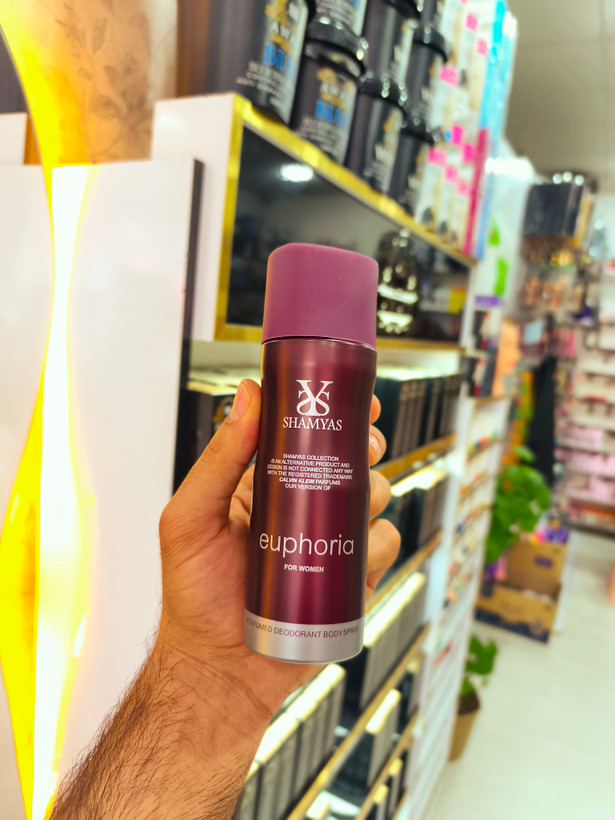 SHAMYAS
SHAMYAS COLLECTION
IS AN ALTERNATIVE PRODUCT AND
DESIGN IS NOT CONNECTED ANY WAY
WITH THE REGISTERED TRADEMARK
CALVIN KLEIN PARFUMS
OUR VERSION OF
euphoria
FOR WOMEN
PERFUMED DEODORANT BODY SPRAY